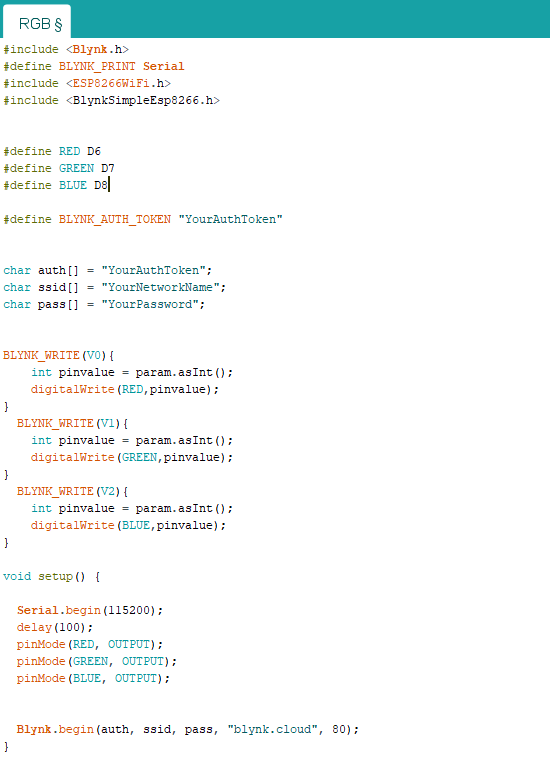 RGB §
#include <Blynk.h>
#define BLYNK_PRINT Serial
#include <ESP8266WiFi.h>
#include <BlynkSimpleEsp8266.h>
#define RED D6
#define GREEN D7
#define BLUE D8
#define BLYNK_AUTH_TOKEN "YourAuthToken"
char auth[] = "YourAuthToken";
char ssid[] = "YourNetworkName";
char pass[] = "YourPassword";
BLYNK_WRITE(V0){
    int pinvalue = param.asInt();
    digitalWrite(RED,pinvalue);
}
  BLYNK_WRITE(V1){
    int pinvalue = param.asInt();
    digitalWrite(GREEN,pinvalue);
}
  BLYNK_WRITE(V2){
    int pinvalue = param.asInt();
    digitalWrite(BLUE,pinvalue);
}
void setup() {
  Serial.begin(115200);
  delay(100);
  pinMode(RED, OUTPUT);
  pinMode(GREEN, OUTPUT);
  pinMode(BLUE, OUTPUT);
  Blynk.begin(auth, ssid, pass, "blynk.cloud", 80);
}